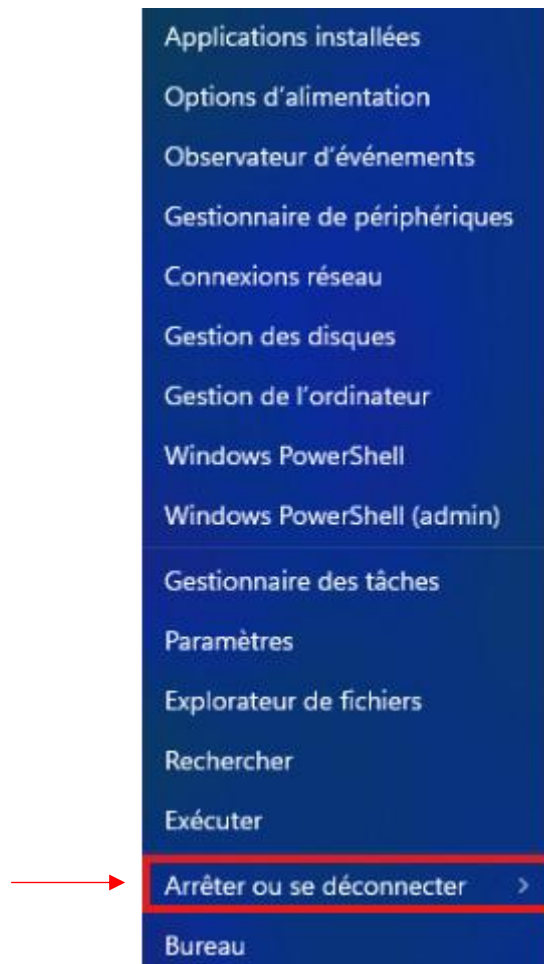 Applications installées
Options d'alimentation
Observateur d'événements
Gestionnaire de périphériques
Connexions réseau
Gestion des disques
Gestion de l'ordinateur
Windows PowerShell
Windows PowerShell (admin)
Gestionnaire des tâches
Paramètres
Explorateur de fichiers
Rechercher
Exécuter
Arrêter ou se déconnecter
Bureau